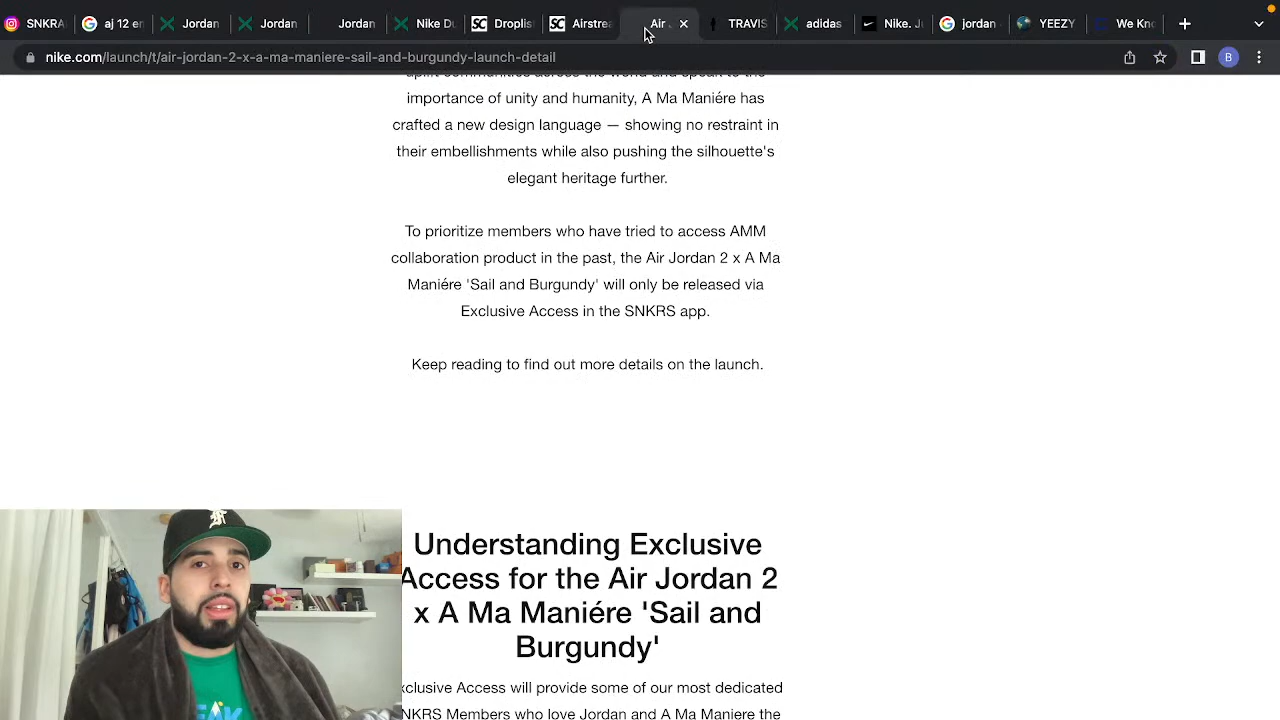 SNKRA aj 12 en Jordan Jordan Jordan Nike Du SC Droplis SC Airstrea Air J TRAVIS adidas Nike. J jordan YEEZY We Kno
nike.com/launch/t/air-jordan-2-x-a-ma-maniere-sail-and-burgundy-launch-detail B
uplift communities across the world and speak to the
importance of unity and humanity, A Ma Maniére has
crafted a new design language — showing no restraint in
their embellishments while also pushing the silhouette's
elegant heritage further.
To prioritize members who have tried to access AMM
collaboration product in the past, the Air Jordan 2 x A Ma
Maniére 'Sail and Burgundy' will only be released via
Exclusive Access in the SNKRS app.
Keep reading to find out more details on the launch.
Understanding Exclusive
Access for the Air Jordan 2
x A Ma Maniére 'Sail and
Burgundy'
xclusive Access will provide some of our most dedicated
NKRS Members who love Jordan and A Ma Maniere the